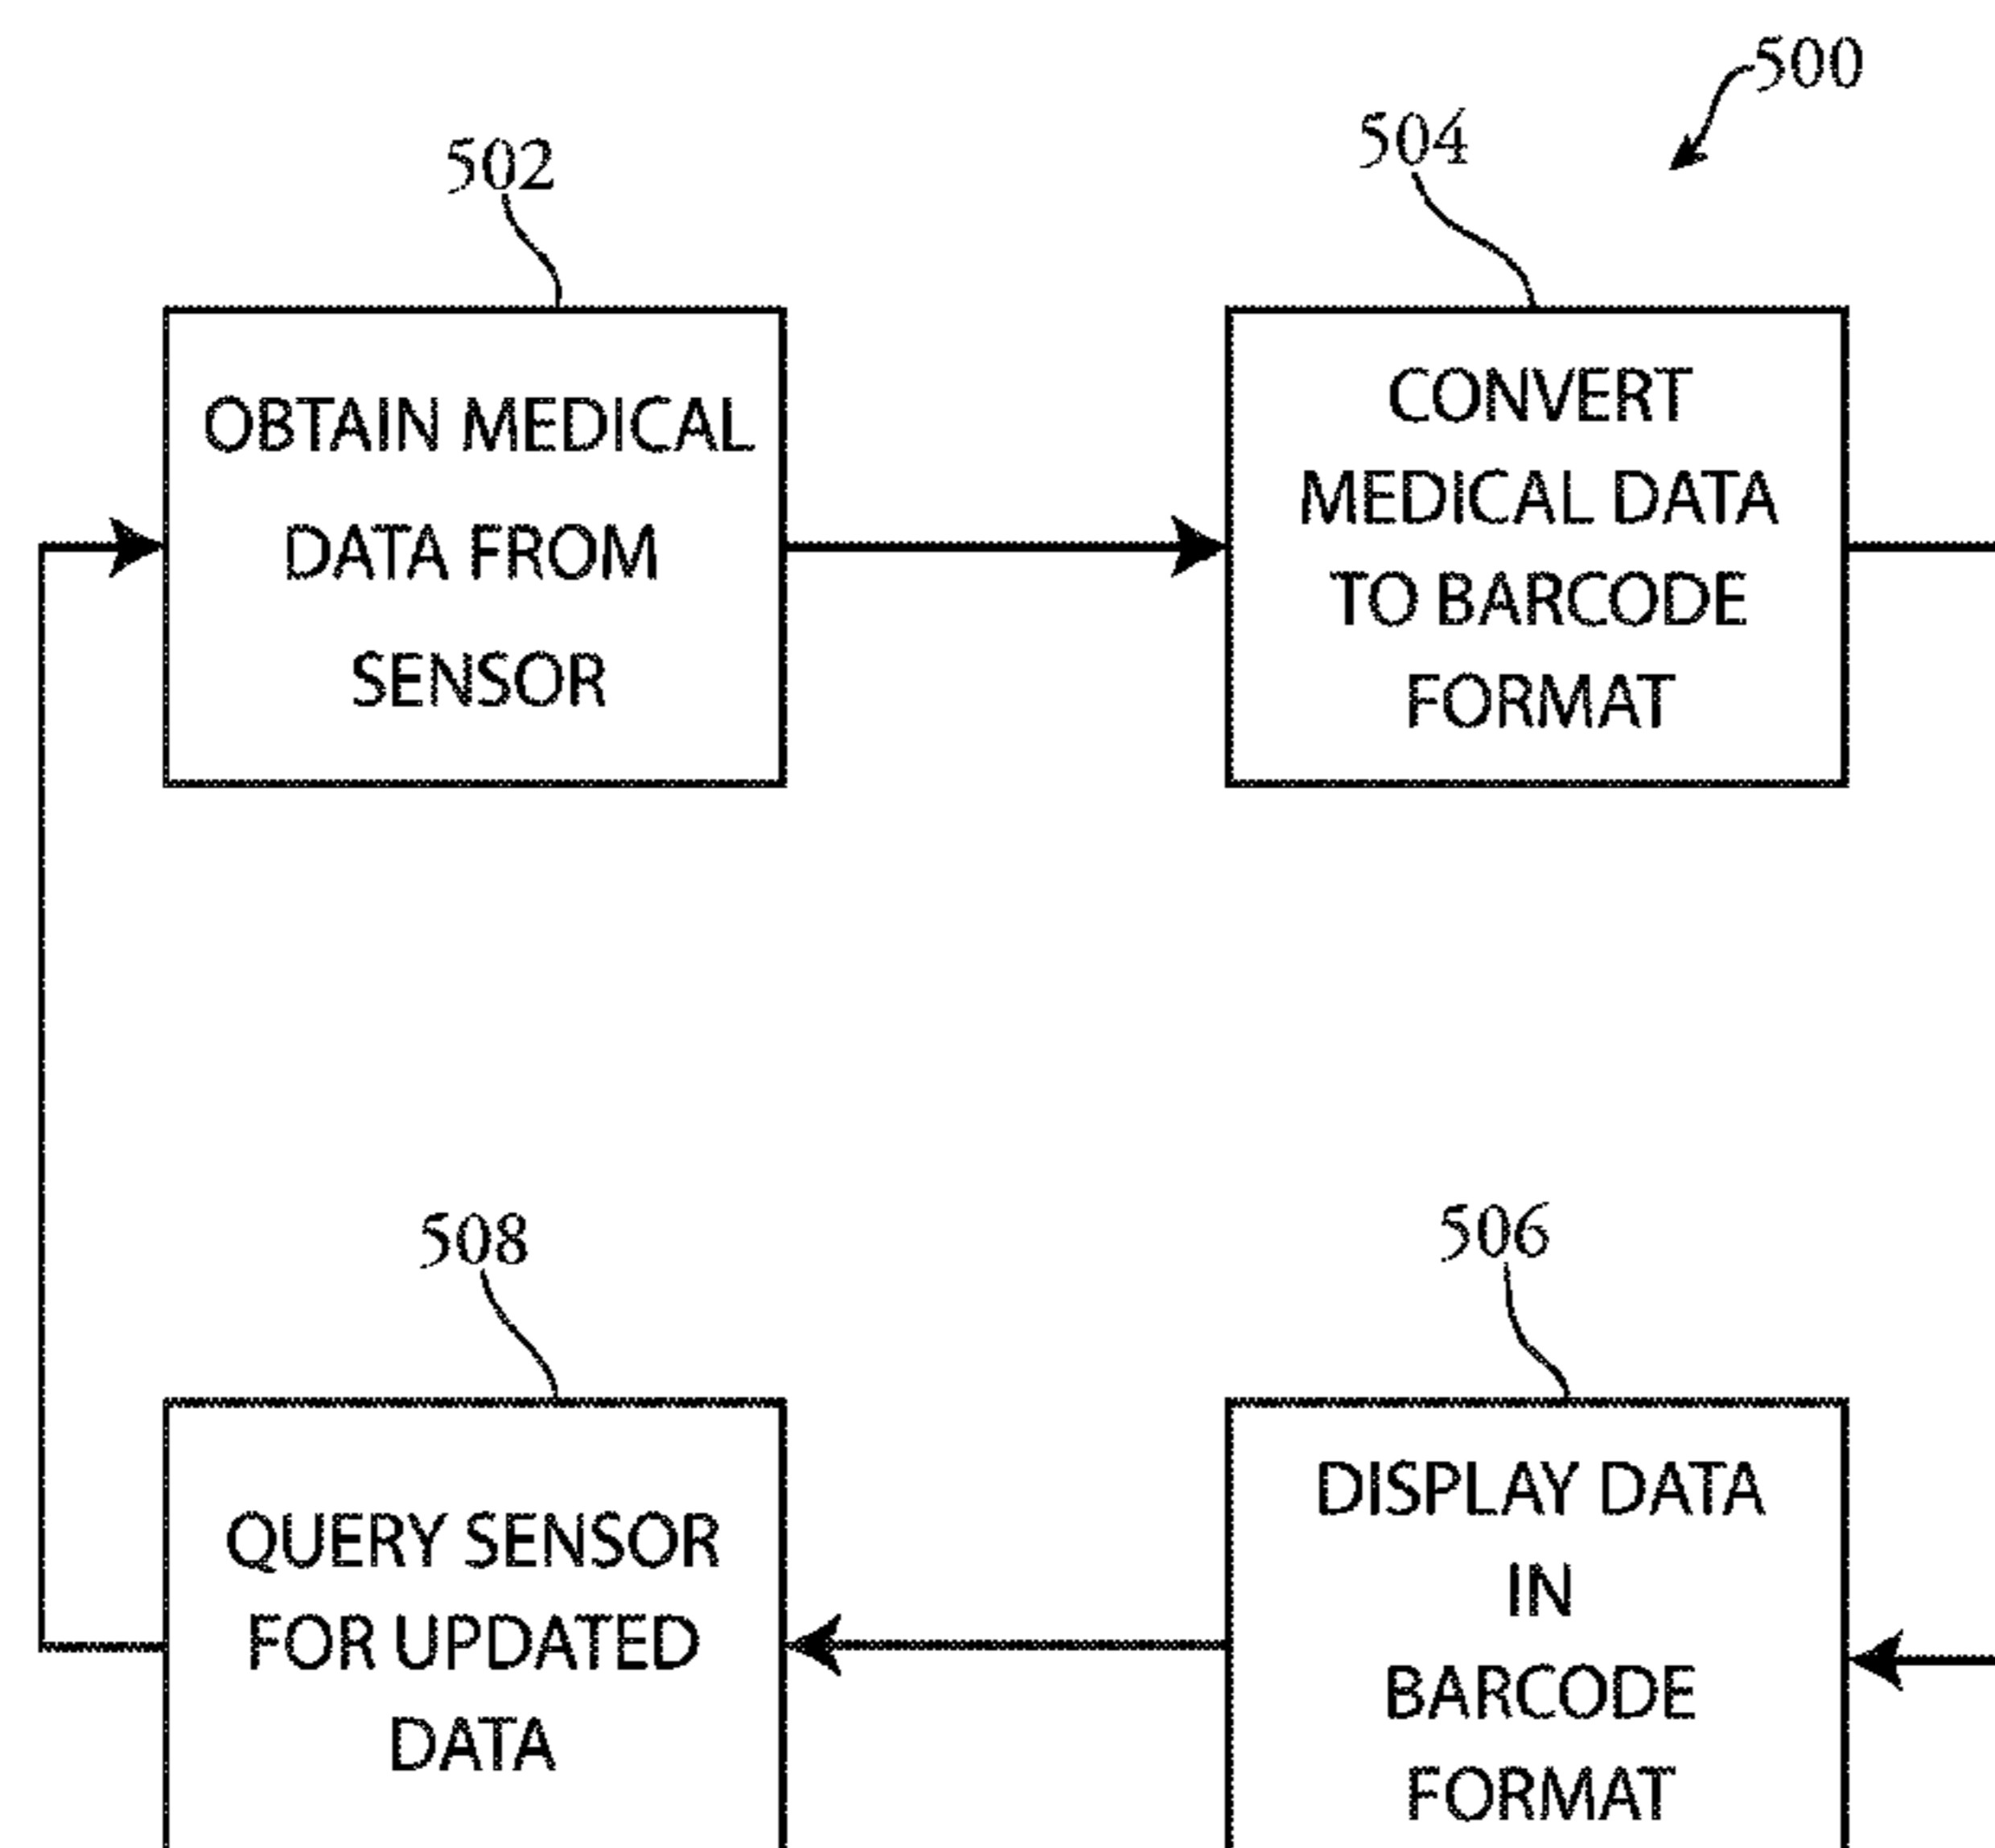 500
502
504
OBTAIN MEDICAL
DATA FROM
SENSOR
CONVERT
MEDICAL DATA
TO BARCODE
FORMAT
508
506
QUERY SENSOR
FOR UPDATED
DATA
DISPLAY DATA
IN
BARCODE
FORMAT